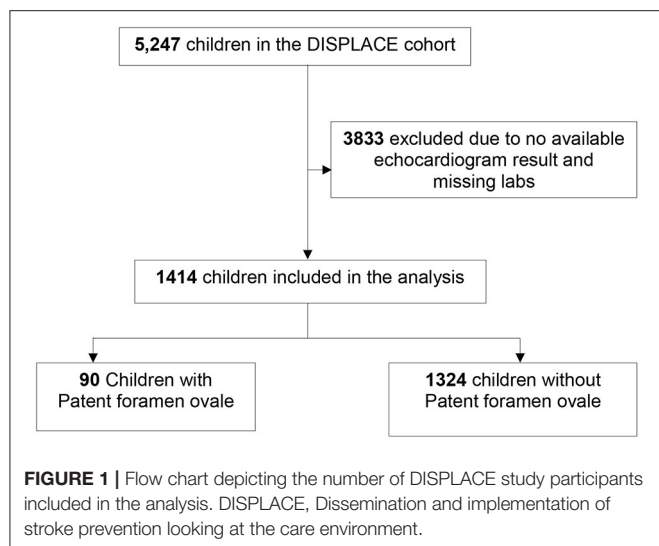 5,247 children in the DISPLACE cohort
3833 excluded due to no available
echocardiogram result and
missing labs
1414 children included in the analysis
90 Children with
Patent foramen ovale
1324 children without
Patent foramen ovale
FIGURE 1 | Flow chart depicting the number of DISPLACE study participants
included in the analysis. DISPLACE, Dissemination and implementation of
stroke prevention looking at the care environment.